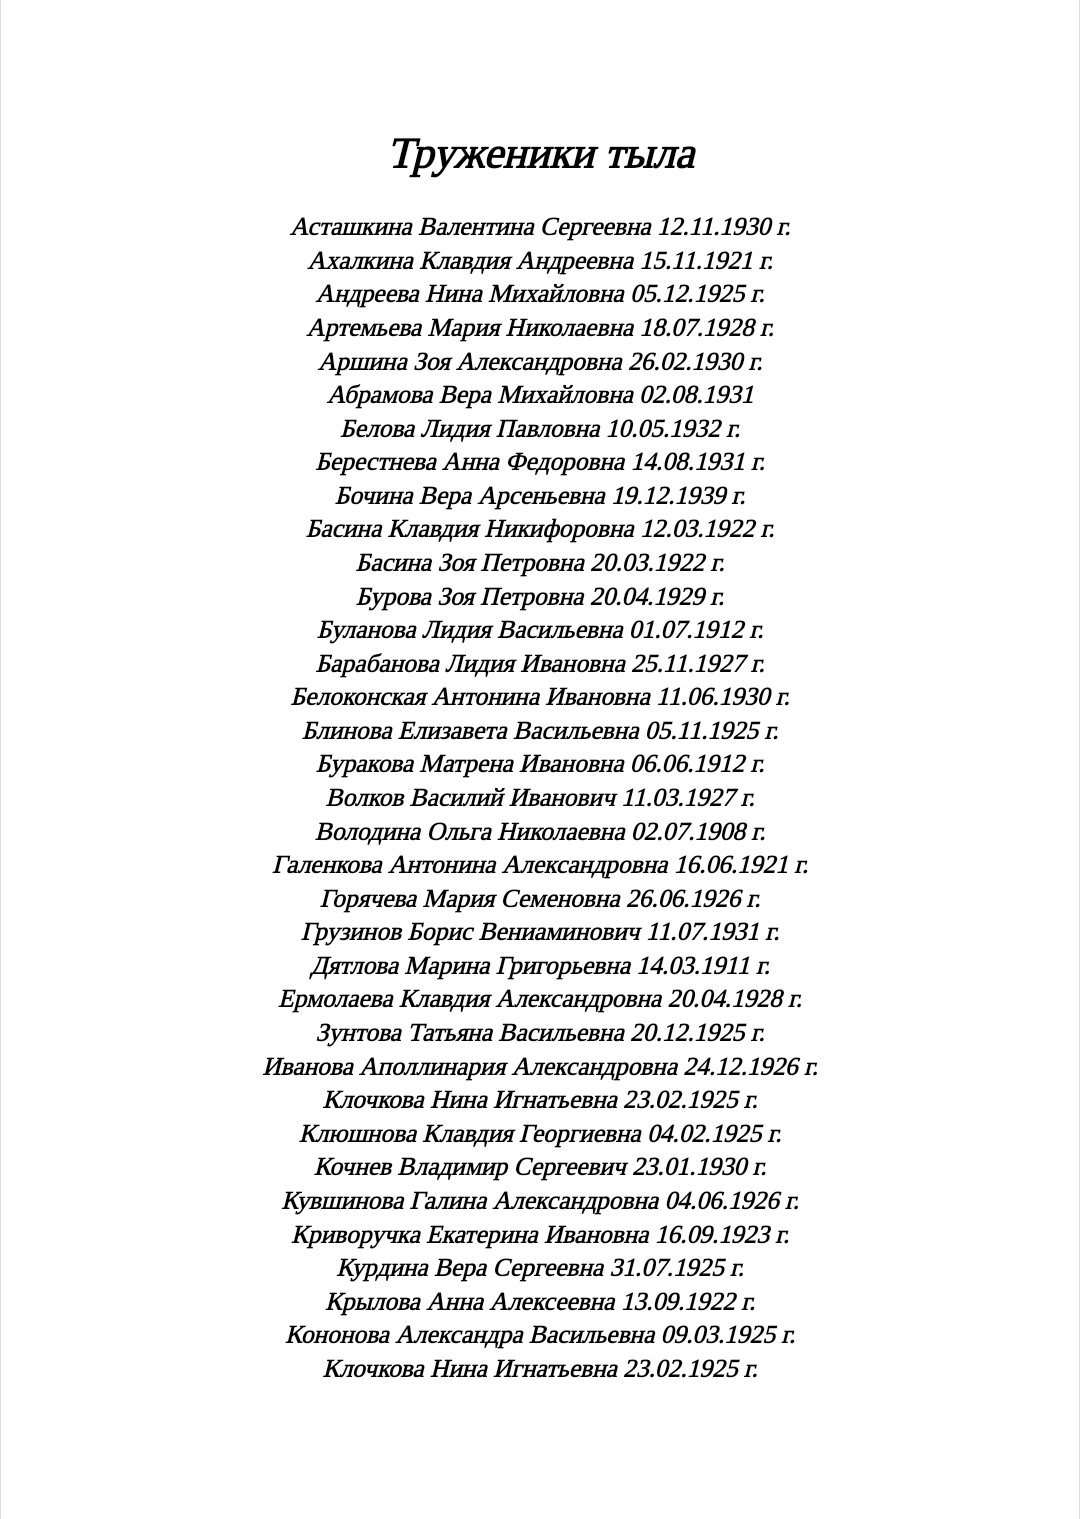 Труженики тыла
Асташкина Валентина Сергеевна 12.11.1930 г.
Ахалкина Клавдия Андреевна 15.11.1921 г.
Андреева Нина Михайловна 05.12.1925 г.
Артемьева Мария Николаевна 18.07.1928 г.
Аршина Зоя Александровна 26.02.1930 г.
Абрамова Вера Михайловна 02.08.1931
Белова Лидия Павловна 10.05.1932 г.
Берестнева Анна Федоровна 14.08.1931 г.
Бочина Вера Арсеньевна 19.12.1939 г.
Басина Клавдия Никифоровна 12.03.1922 г.
Басина Зоя Петровна 20.03.1922 г.
Бурова Зоя Петровна 20.04.1929 г.
Буланова Лидия Васильевна 01.07.1912 г.
Барабанова Лидия Ивановна 25.11.1927 г.
Белоконская Антонина Ивановна 11.06.1930 г.
Блинова Елизавета Васильевна 05.11.1925 г.
Буракова Матрена Ивановна 06.06.1912 г.
Волков Василий Иванович 11.03.1927 г.
Володина Ольга Николаевна 02.07.1908 г.
Галенкова Антонина Александровна 16.06.1921 г.
Горячева Мария Семеновна 26.06.1926 г.
Грузинов Борис Вениаминович 11.07.1931 г.
Дятлова Марина Григорьевна 14.03.1911 г.
Ермолаева Клавдия Александровна 20.04.1928 г.
Зунтова Татьяна Васильевна 20.12.1925 г.
Иванова Аполлинария Александровна 24.12.1926 г.
Клочкова Нина Игнатьевна 23.02.1925 г.
Клюшнова Клавдия Георгиевна 04.02.1925 г.
Кочнев Владимир Сергеевич 23.01.1930 г.
Кувшинова Галина Александровна 04.06.1926 г.
Криворучка Екатерина Ивановна 16.09.1923 г.
Курдина Вера Сергеевна 31.07.1925 г.
Крылова Анна Алексеевна 13.09.1922 г.
Кононова Александра Васильевна 09.03.1925 г.
Клочкова Нина Игнатьевна 23.02.1925 г.